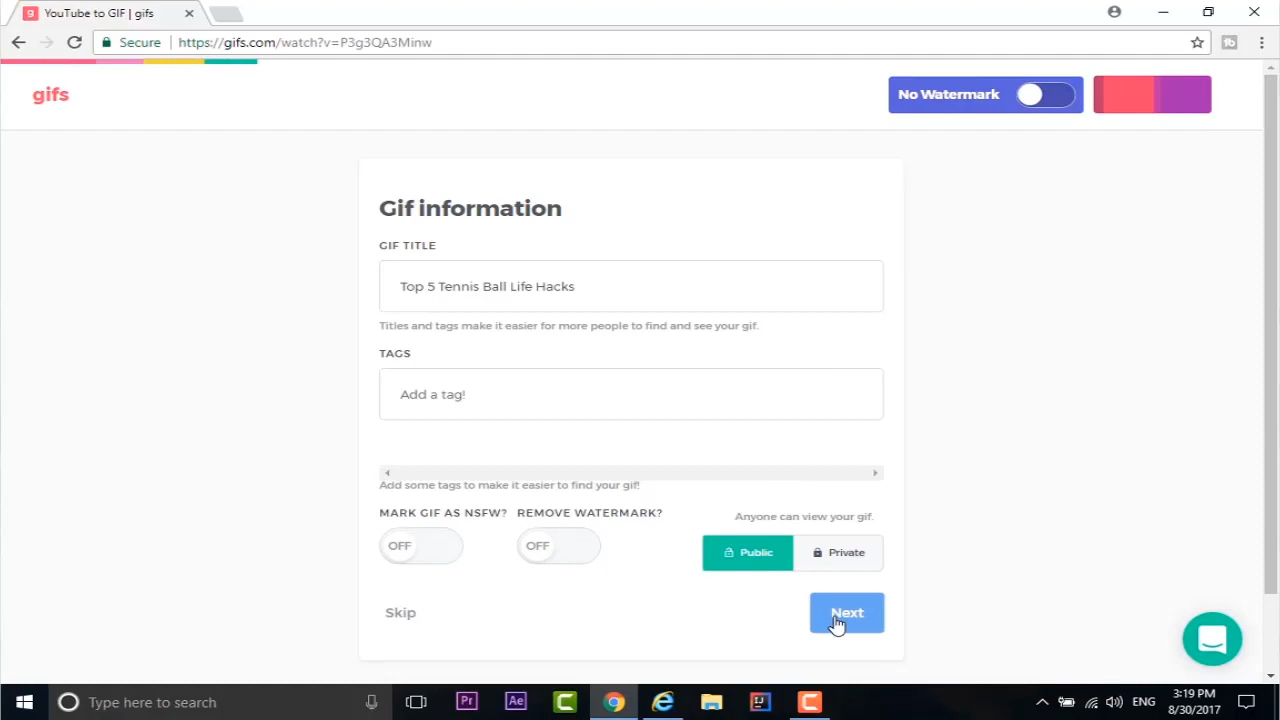 YouTube to GIF | gifs
Secure
https://gifs.com/watch?v=P3g3QA3Minw
gifs
No Watermark
Gif information
GIF TITLE
Top 5 Tennis Ball Life Hacks
Titles and tags make it easier for more people to find and see your gif.
TAGS
Add a tag!
Add some tags to make it easier to find your gif!
MARK GIF AS NSFW? REMOVE WATERMARK?
Anyone can view your gif.
OFF OFF
Public Private
Skip Next
Type here to search
Pr Ae
ENG
3:19 PM
8/30/2017